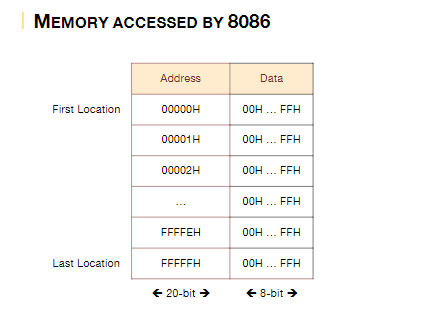 MEMORY ACCESSED BY 8086
Address Data
First Location 00000H 00H ... FFH
00001H 00H ... FFH
00002H 00H ... FFH
... 00H ... FFH
FFFFEH 00H ... FFH
Last Location FFFFFH 00H ... FFH
← 20-bit → ← 8-bit →